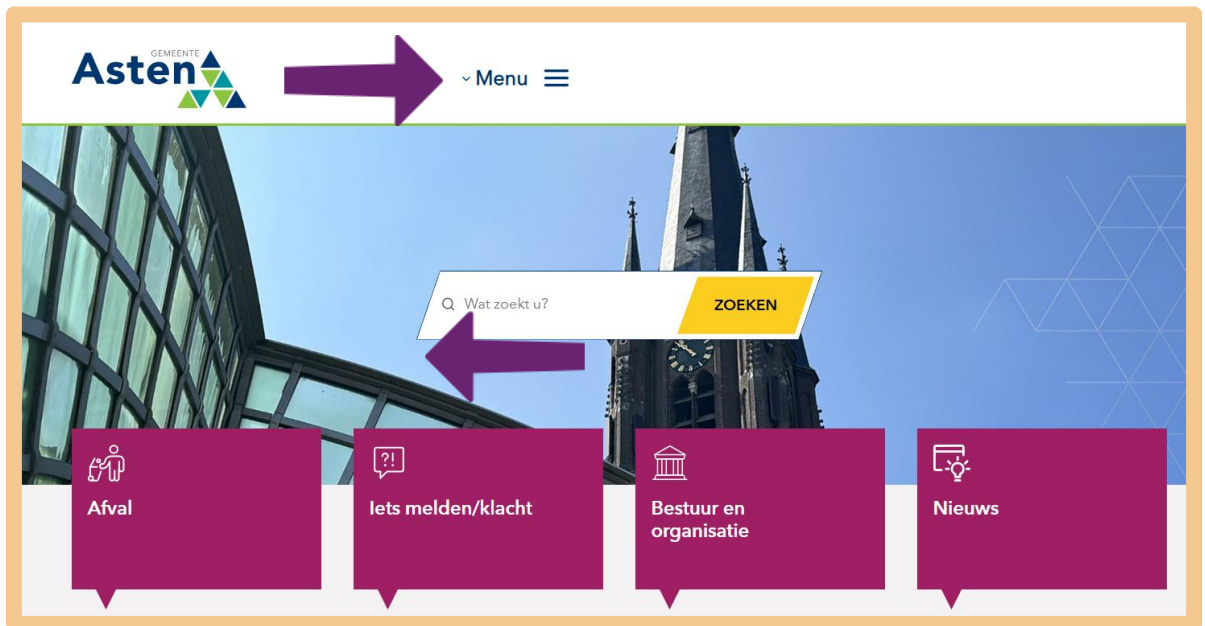 GEMEENTE
Asten
Menu
Wat zoekt u?
ZOEKEN
Afval
Iets melden/klacht
Bestuur en
organisatie
Nieuws